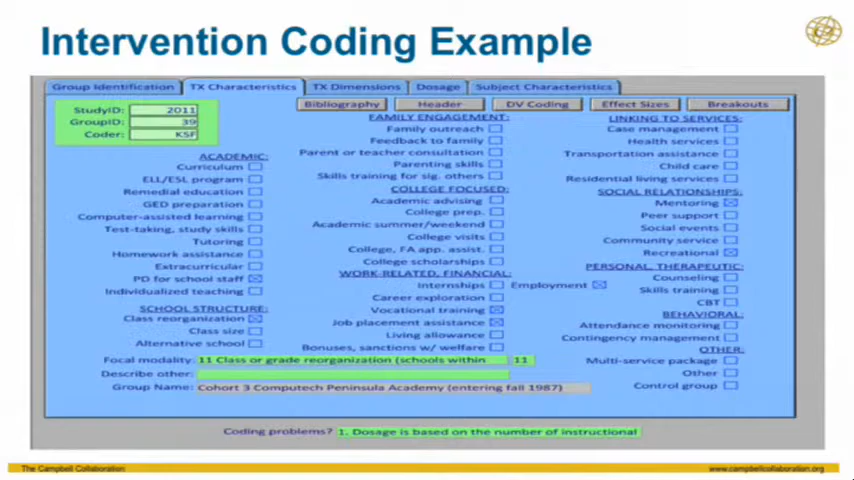 Intervention Coding Example
Group Identification TX Characteristics TX Dimensions Dosage Subject Characteristics
Bibliography Header DV Coding Effect Sizes Breakouts
StudyID: 2011
GroupID: 39
Coder: KSF
ACADEMIC:
Curriculum
ELL/ESL program
Remedial education
GED preparation
Computer-assisted learning
Test-taking, study skills
Tutoring
Homework assistance
Extracurricular
PD for school staff
Individualized teaching
SCHOOL STRUCTURE:
Class reorganization
Class size
Alternative school
FAMILY ENGAGEMENT:
Family outreach
Feedback to family
Parent or teacher consultation
Parenting skills
Skills training for sig. others
COLLEGE FOCUSED:
Academic advising
College prep.
Academic summer/weekend
College visits
College, FA app. assist.
College scholarships
WORK-RELATED, FINANCIAL:
Internships Employment
Career exploration
Vocational training
Job placement assistance
Living allowance
Bonuses, sanctions w/ welfare
LINKING TO SERVICES:
Case management
Health services
Transportation assistance
Child care
Residential living services
SOCIAL RELATIONSHIPS:
Mentoring
Peer support
Social events
Community service
Recreational
PERSONAL, THERAPEUTIC:
Counseling
Skills training
CBT
BEHAVIORAL:
Attendance monitoring
Contingency management
OTHER:
Multi-service package
Other
Control group
Focal modality: 11 Class or grade reorganization (schools within 11
Describe other:
Group Name: Cohort 3 Computech Peninsula Academy (entering fall 1987)
Coding problems? 1. Dosage is based on the number of instructional
The Campbell Collaboration www.campbellcollaboration.org